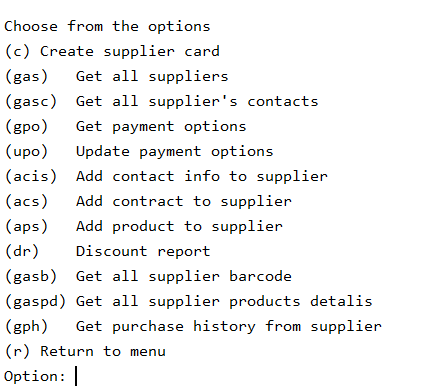 Choose from the options
(c) Create supplier card
(gas)   Get all suppliers
(gasc)  Get all supplier's contacts
(gpo)   Get payment options
(upo)   Update payment options
(acis)  Add contact info to supplier
(acs)   Add contract to supplier
(aps)   Add product to supplier
(dr)    Discount report
(gasb)  Get all supplier barcode
(gaspd) Get all supplier products detalis
(gph)   Get purchase history from supplier
(r) Return to menu
Option: